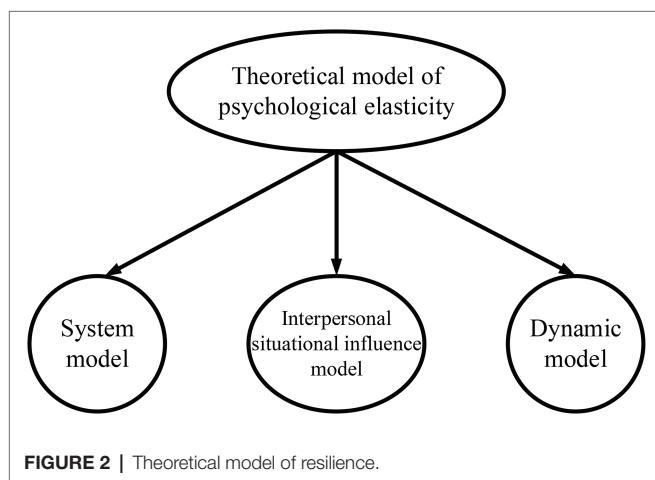 Theoretical model of
psychological elasticity
System
model
Interpersonal
situational influence
model
Dynamic
model
FIGURE 2 | Theoretical model of resilience.